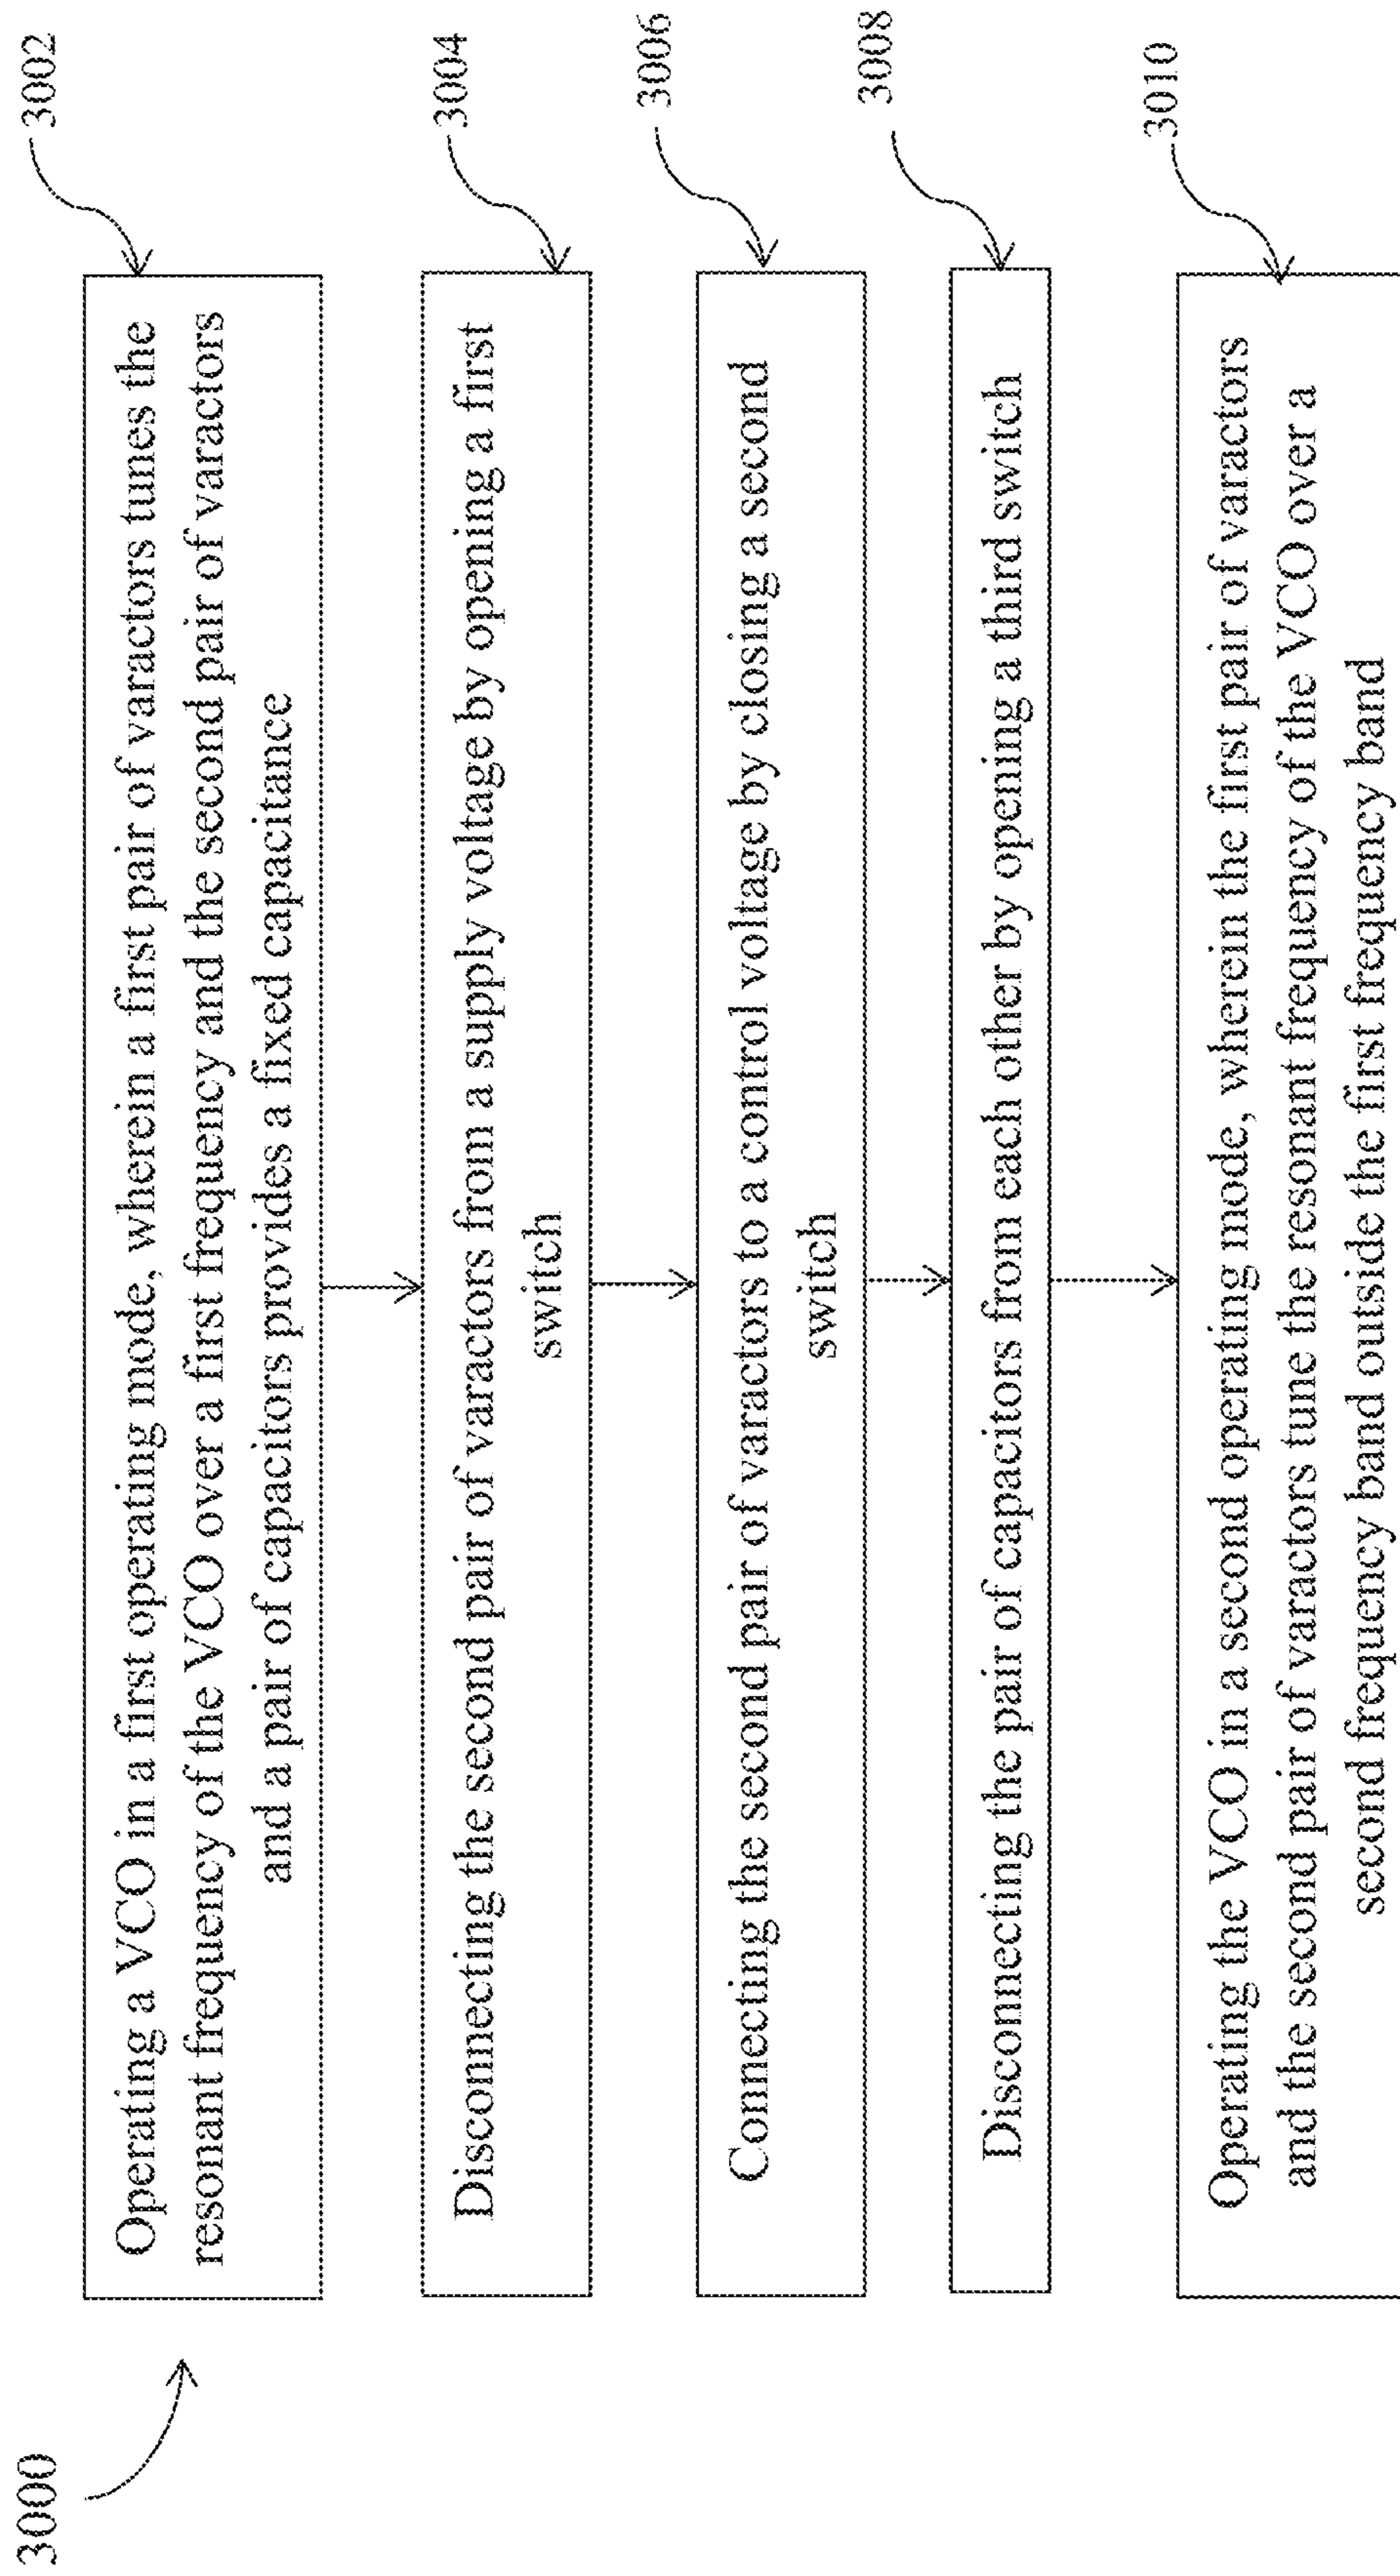 3000
3002
Operating a VCO in a first operating mode, wherein a first pair of varactors tunes the
resonant frequency of the VCO over a first frequency and the second pair of varactors
and a pair of capacitors provides a fixed capacitance
3004
Disconnecting the second pair of varactors from a supply voltage by opening a first
switch
3006
Connecting the second pair of varactors to a control voltage by closing a second
switch
3008
Disconnecting the pair of capacitors from each other by opening a third switch
3010
Operating the VCO in a second operating mode, wherein the first pair of varactors
and the second pair of varactors tune the resonant frequency of the VCO over a
second frequency band outside the first frequency band